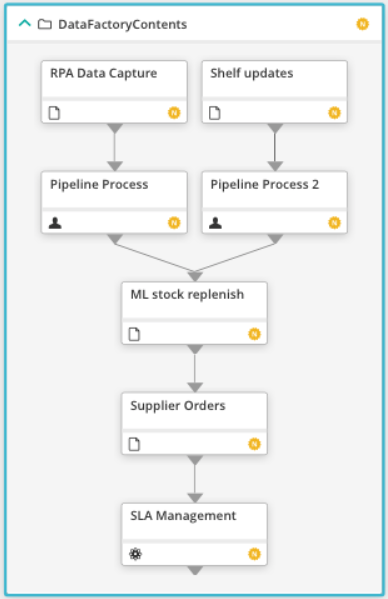 DataFactoryContents
N
RPA Data Capture
Shelf updates
N
N
Pipeline Process
Pipeline Process 2
N
N
ML stock replenish
N
Supplier Orders
N
SLA Management
N